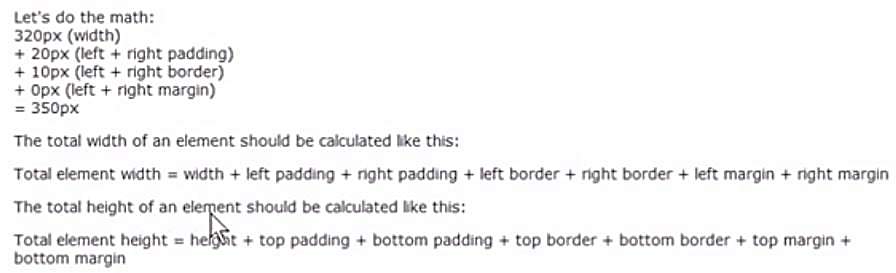 Let's do the math:
320px (width)
+ 20px (left + right padding)
+ 10px (left + right border)
+ 0px (left + right margin)
= 350px
The total width of an element should be calculated like this:
Total element width = width + left padding + right padding + left border + right border + left margin + right margin
The total height of an element should be calculated like this:
Total element height = height + top padding + bottom padding + top border + bottom border + top margin +
bottom margin